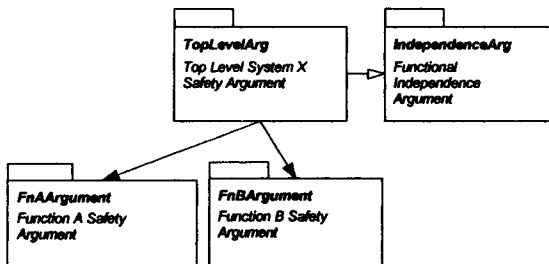 TopLevelArg
Top Level System X
Safety Argument
IndependenceArg
Functional
Independence
Argument
FnAArgument
Function A Safety
Argument
FnBArgument
Function B Safety
Argument